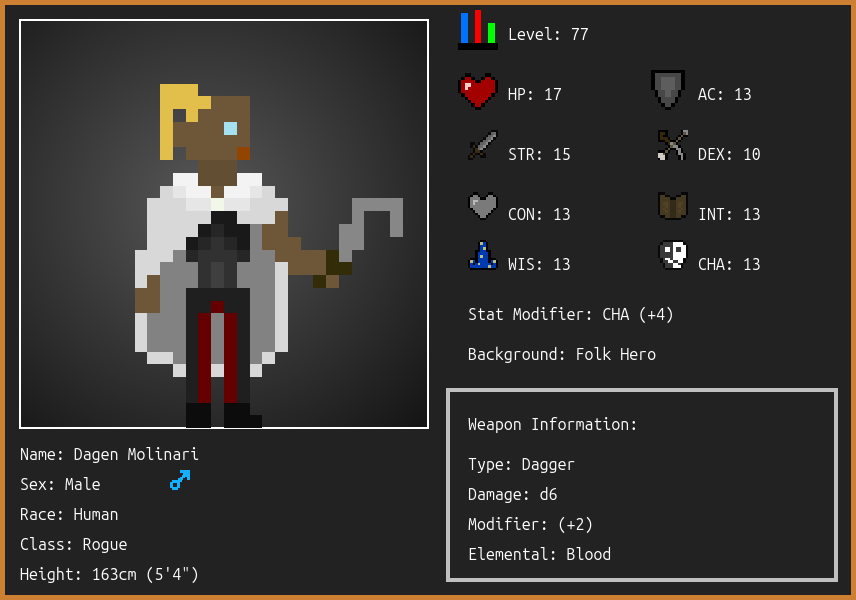 Level: 77
HP: 17
AC: 13
STR: 15
DEX: 10
CON: 13
INT: 13
WIS: 13
CHA: 13
Stat Modifier: CHA (+4)
Background: Folk Hero
Weapon Information:
Type: Dagger
Damage: d6
Modifier: (+2)
Elemental: Blood
Name: Dagen Molinari
Sex: Male
Race: Human
Class: Rogue
Height: 163cm (5'4")